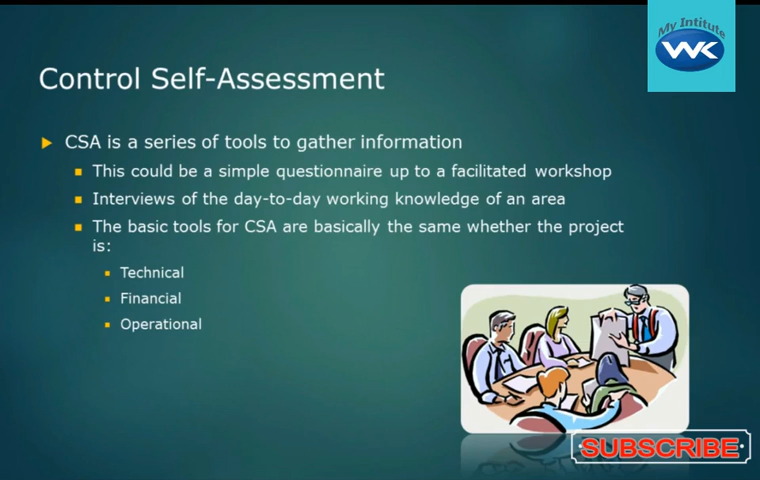 My Intitute
VVK
Control Self-Assessment
CSA is a series of tools to gather information
This could be a simple questionnaire up to a facilitated workshop
Interviews of the day-to-day working knowledge of an area
The basic tools for CSA are basically the same whether the project
is:
Technical
Financial
Operational
SUBSCRIBE